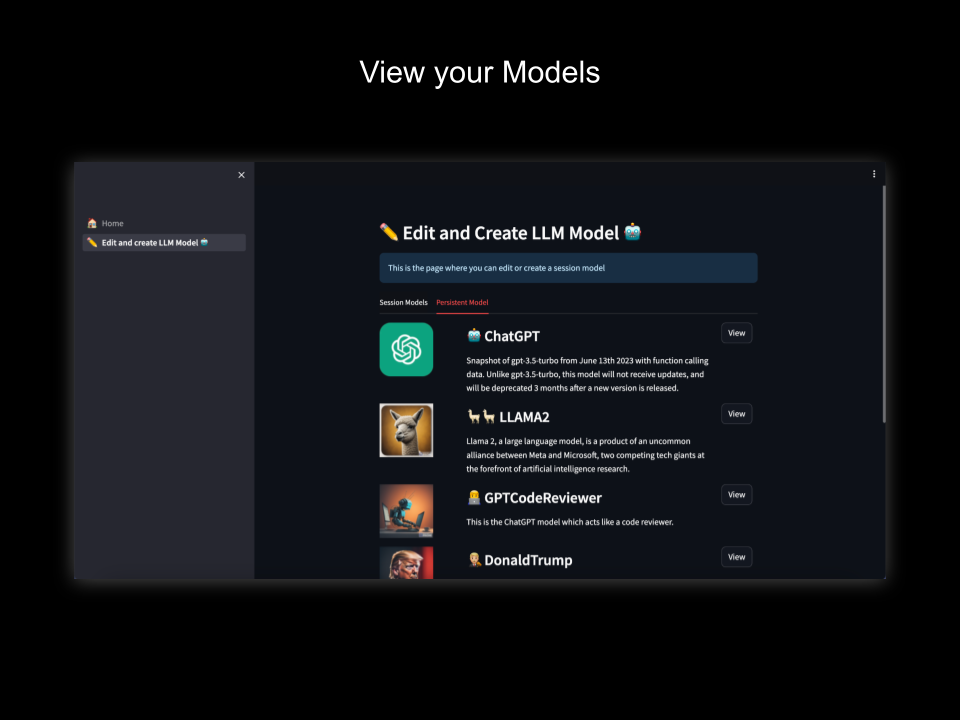 View your Models
Home
Edit and create LLM Model
Edit and Create LLM Model
This is the page where you can edit or create a session model
Session Models
Persistent Model
ChatGPT
View
Snapshot of gpt-3.5-turbo from June 13th 2023 with function calling
data. Unlike gpt-3.5-turbo, this model will not receive updates, and
will be deprecated 3 months after a new version is released.
LLAMA2
View
Llama 2, a large language model, is a product of an uncommon
alliance between Meta and Microsoft, two competing tech giants at
the forefront of artificial intelligence research.
GPTCodeReviewer
View
This is the ChatGPT model which acts like a code reviewer.
DonaldTrump
View